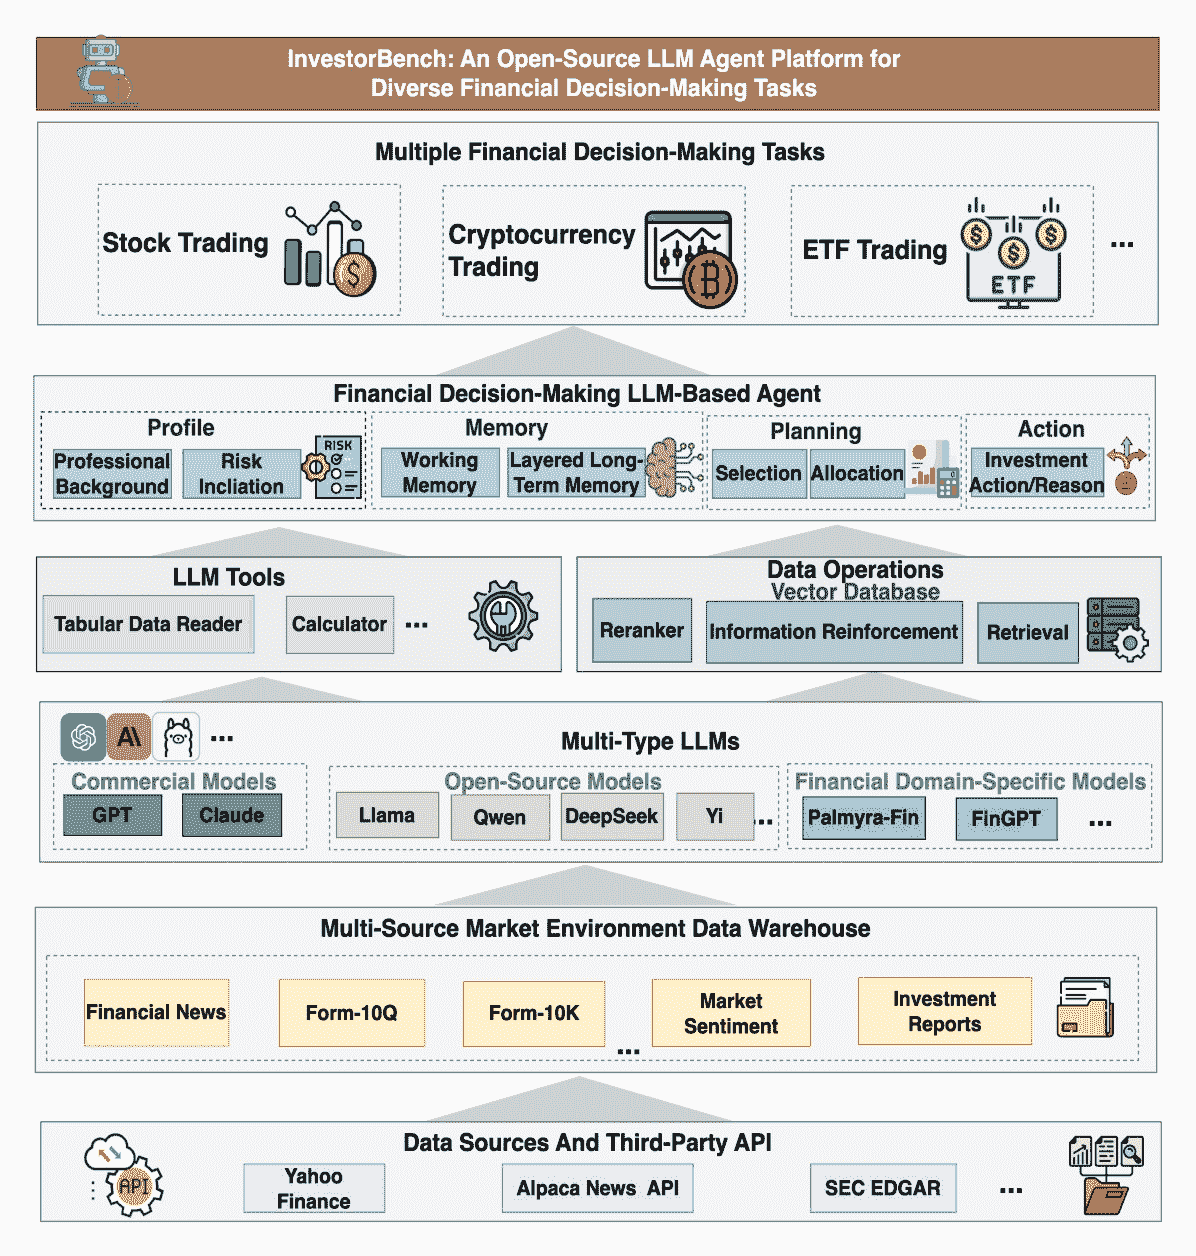 InvestorBench: An Open-Source LLM Agent Platform for
Diverse Financial Decision-Making Tasks
Multiple Financial Decision-Making Tasks
Stock Trading
$
Cryptocurrency
Trading
ETF Trading
$ $ $
ETF
...
Financial Decision-Making LLM-Based Agent
Profile
Professional
Background
Risk
Incliation
RISK
Memory
Working
Memory
Layered Long-
Term Memory
Planning
Selection
Allocation
Action
Investment
Action/Reason
LLM Tools
Tabular Data Reader
Calculator
...
Data Operations
Vector Database
Reranker
Information Reinforcement
Retrieval
AI\
...
Multi-Type LLMs
Commercial Models
GPT
Claude
Open-Source Models
Llama
Qwen
DeepSeek
Yi
...
Financial Domain-Specific Models
Palmyra-Fin
FinGPT
...
Multi-Source Market Environment Data Warehouse
Financial News
Form-10Q
Form-10K
...
Market
Sentiment
Investment
Reports
Data Sources And Third-Party API
API
Yahoo
Finance
Alpaca News API
SEC EDGAR
...